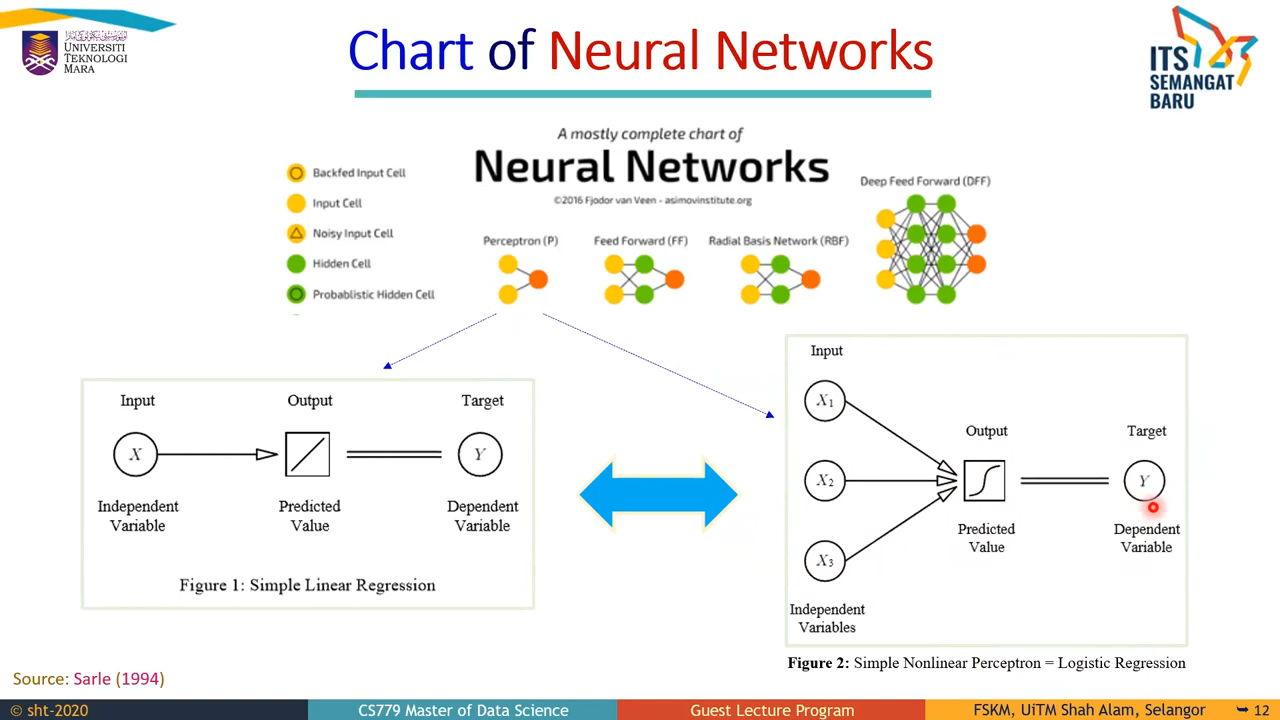 UNIVERSITI
TEKNOLOGI
MARA
Chart of Neural Networks
ITS
SEMANGAT
BARU
A mostly complete chart of
Neural Networks
©2016 Fjodor van Veen - asimovinstitute.org
Backfed Input Cell
Input Cell
Noisy Input Cell
Hidden Cell
Probablistic Hidden Cell
Perceptron (P)
Feed Forward (FF)
Radial Basis Network (RBF)
Deep Feed Forward (DFF)
Input
Output
Target
X
Y
Independent
Variable
Predicted
Value
Dependent
Variable
Figure 1: Simple Linear Regression
Input
X1
X2
X3
Independent
Variables
Output
Predicted
Value
Target
Y
Dependent
Variable
Figure 2: Simple Nonlinear Perceptron = Logistic Regression
Source: Sarle (1994)
© sht-2020
CS779 Master of Data Science
Guest Lecture Program
FSKM, UiTM Shah Alam, Selangor
12